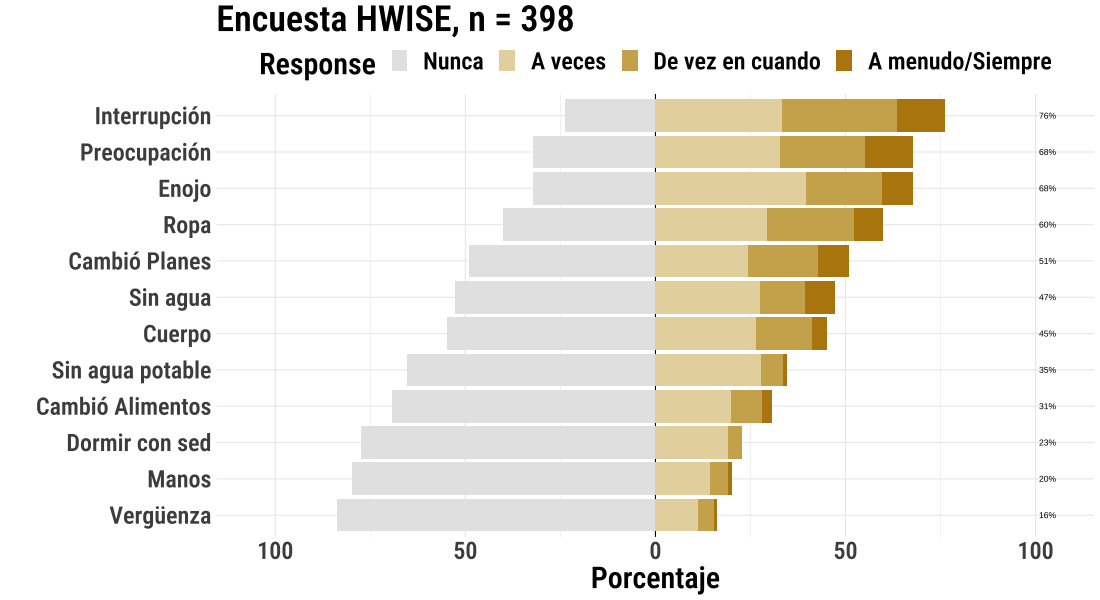 Encuesta HWISE, n = 398
Response Nunca A veces De vez en cuando A menudo/Siempre
Interrupción 76%
Preocupación 68%
Enojo 68%
Ropa 60%
Cambió Planes 51%
Sin agua 47%
Cuerpo 45%
Sin agua potable 35%
Cambió Alimentos 31%
Dormir con sed 23%
Manos 20%
Vergüenza 16%
100 50 0 50 100
Porcentaje